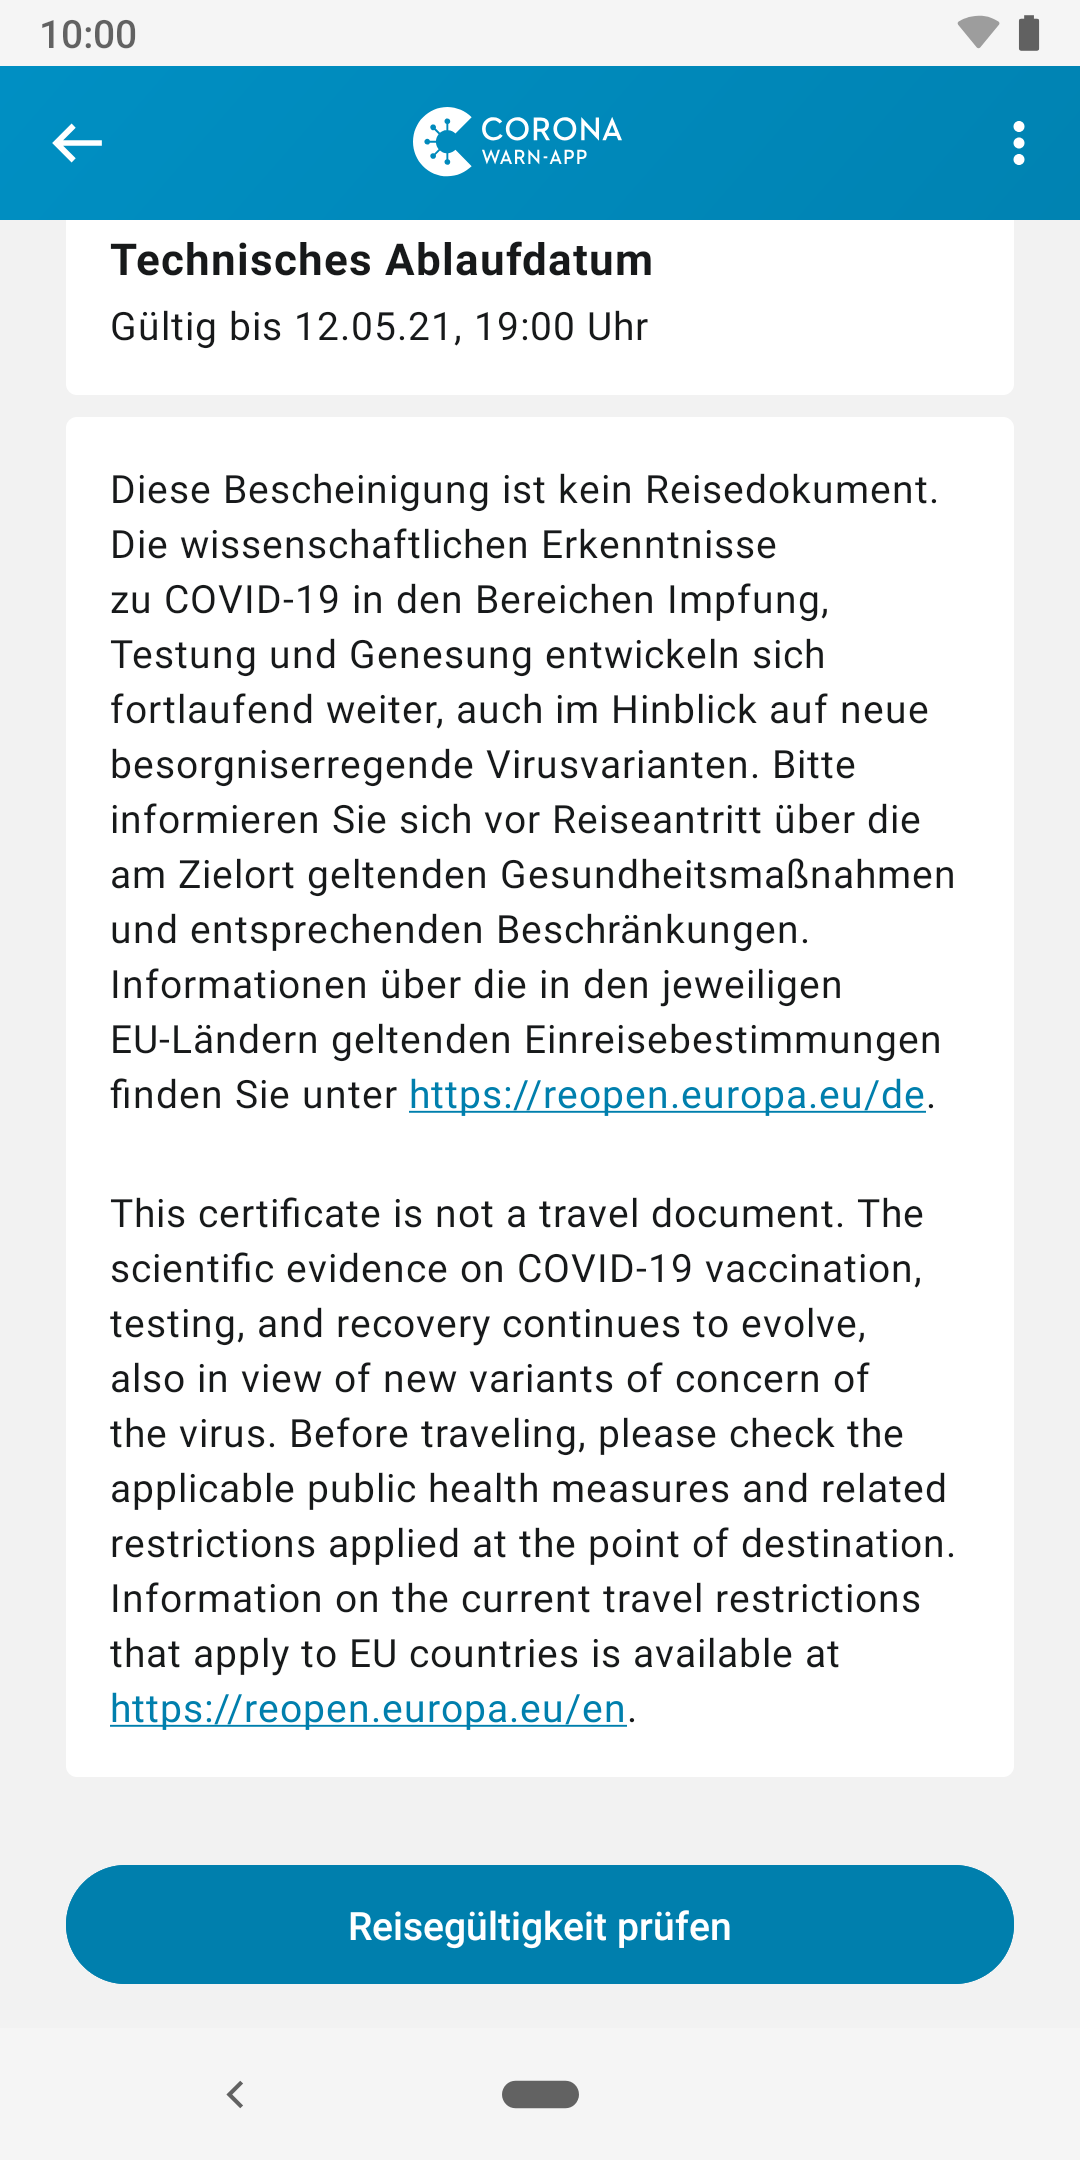 10:00
CORONA
WARN-APP
Technisches Ablaufdatum
Gültig bis 12.05.21, 19:00 Uhr
Diese Bescheinigung ist kein Reisedokument.
Die wissenschaftlichen Erkenntnisse
zu COVID-19 in den Bereichen Impfung,
Testung und Genesung entwickeln sich
fortlaufend weiter, auch im Hinblick auf neue
besorgniserregende Virusvarianten. Bitte
informieren Sie sich vor Reiseantritt über die
am Zielort geltenden Gesundheitsmaßnahmen
und entsprechenden Beschränkungen.
Informationen über die in den jeweiligen
EU-Ländern geltenden Einreisebestimmungen
finden Sie unter https://reopen.europa.eu/de.
This certificate is not a travel document. The
scientific evidence on COVID-19 vaccination,
testing, and recovery continues to evolve,
also in view of new variants of concern of
the virus. Before traveling, please check the
applicable public health measures and related
restrictions applied at the point of destination.
Information on the current travel restrictions
that apply to EU countries is available at
https://reopen.europa.eu/en.
Reisegültigkeit prüfen